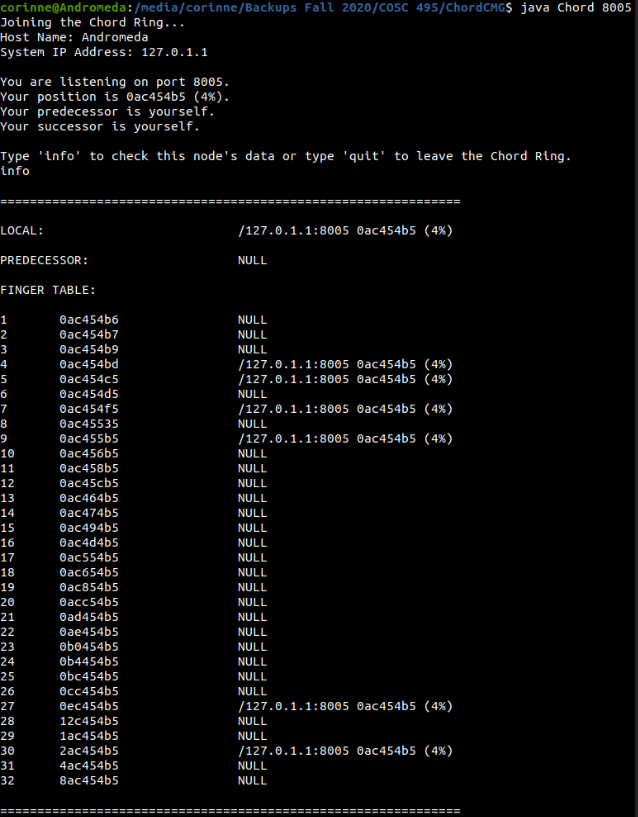 corinne@Andromeda:/media/corinne/Backups Fall 2020/COSC 495/ChordCMG$ java Chord 8005
Joining the Chord Ring...
Host Name: Andromeda
System IP Address: 127.0.1.1
You are listening on port 8005.
Your position is 0ac454b5 (4%).
Your predecessor is yourself.
Your successor is yourself.
Type 'info' to check this node's data or type 'quit' to leave the Chord Ring.
info
==============================================================
LOCAL: /127.0.1.1:8005 0ac454b5 (4%)
PREDECESSOR: NULL
FINGER TABLE:
1 0ac454b6 NULL
2 0ac454b7 NULL
3 0ac454b9 NULL
4 0ac454bd /127.0.1.1:8005 0ac454b5 (4%)
5 0ac454c5 /127.0.1.1:8005 0ac454b5 (4%)
6 0ac454d5 NULL
7 0ac454f5 /127.0.1.1:8005 0ac454b5 (4%)
8 0ac45535 NULL
9 0ac455b5 /127.0.1.1:8005 0ac454b5 (4%)
10 0ac456b5 NULL
11 0ac458b5 NULL
12 0ac45cb5 NULL
13 0ac464b5 NULL
14 0ac474b5 NULL
15 0ac494b5 NULL
16 0ac4d4b5 NULL
17 0ac554b5 NULL
18 0ac654b5 NULL
19 0ac854b5 NULL
20 0acc54b5 NULL
21 0ad454b5 NULL
22 0ae454b5 NULL
23 0b0454b5 NULL
24 0b4454b5 NULL
25 0bc454b5 NULL
26 0cc454b5 NULL
27 0ec454b5 /127.0.1.1:8005 0ac454b5 (4%)
28 12c454b5 NULL
29 1ac454b5 NULL
30 2ac454b5 /127.0.1.1:8005 0ac454b5 (4%)
31 4ac454b5 NULL
32 8ac454b5 NULL
==============================================================